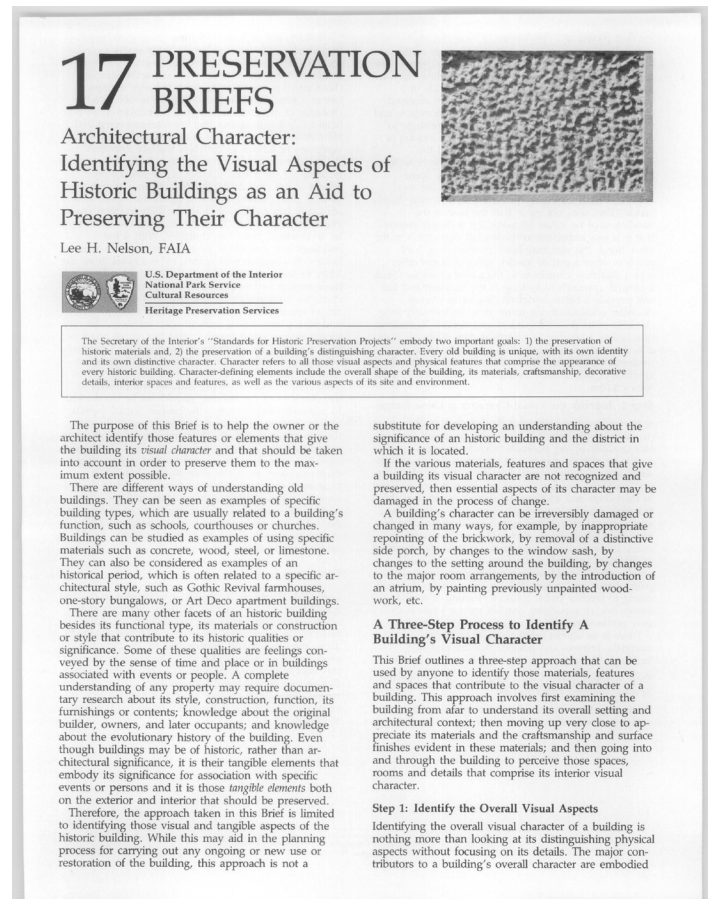 17 PRESERVATION
BRIEFS
Architectural Character:
Identifying the Visual Aspects of
Historic Buildings as an Aid to
Preserving Their Character
Lee H. Nelson, FAIA
U.S. Department of the Interior
National Park Service
Cultural Resources
Heritage Preservation Services
The Secretary of the Interior's "Standards for Historic Preservation Projects" embody two important goals: 1) the preservation of
historic materials and, 2) the preservation of a building's distinguishing character. Every old building is unique, with its own identity
and its own distinctive character. Character refers to all those visual aspects and physical features that comprise the appearance of
every historic building. Character-defining elements include the overall shape of the building, its materials, craftsmanship, decorative
details, interior spaces and features, as well as the various aspects of its site and environment.
The purpose of this Brief is to help the owner or the
architect identify those features or elements that give
the building its visual character and that should be taken
into account in order to preserve them to the max-
imum extent possible.
There are different ways of understanding old
buildings. They can be seen as examples of specific
building types, which are usually related to a building's
function, such as schools, courthouses or churches.
Buildings can be studied as examples of using specific
materials such as concrete, wood, steel, or limestone.
They can also be considered as examples of an
historical period, which is often related to a specific ar-
chitectural style, such as Gothic Revival farmhouses,
one-story bungalows, or Art Deco apartment buildings.
There are many other facets of an historic building
besides its functional type, its materials or construction
or style that contribute to its historic qualities or
significance. Some of these qualities are feelings con-
veyed by the sense of time and place or in buildings
associated with events or people. A complete
understanding of any property may require documen-
tary research about its style, construction, function, its
furnishings or contents; knowledge about the original
builder, owners, and later occupants; and knowledge
about the evolutionary history of the building. Even
though buildings may be of historic, rather than ar-
chitectural significance, it is their tangible elements that
embody its significance for association with specific
events or persons and it is those tangible elements both
on the exterior and interior that should be preserved.
Therefore, the approach taken in this Brief is limited
to identifying those visual and tangible aspects of the
historic building. While this may aid in the planning
process for carrying out any ongoing or new use or
restoration of the building, this approach is not a
substitute for developing an understanding about the
significance of an historic building and the district in
which it is located.
If the various materials, features and spaces that give
a building its visual character are not recognized and
preserved, then essential aspects of its character may be
damaged in the process of change.
A building's character can be irreversibly damaged or
changed in many ways, for example, by inappropriate
repointing of the brickwork, by removal of a distinctive
side porch, by changes to the window sash, by
changes to the setting around the building, by changes
to the major room arrangements, by the introduction of
an atrium, by painting previously unpainted wood-
work, etc.
A Three-Step Process to Identify A
Building's Visual Character
This Brief outlines a three-step approach that can be
used by anyone to identify those materials, features
and spaces that contribute to the visual character of a
building. This approach involves first examining the
building from afar to understand its overall setting and
architectural context; then moving up very close to ap-
preciate its materials and the craftsmanship and surface
finishes evident in these materials; and then going into
and through the building to perceive those spaces,
rooms and details that comprise its interior visual
character.
Step 1: Identify the Overall Visual Aspects
Identifying the overall visual character of a building is
nothing more than looking at its distinguishing physical
aspects without focusing on its details. The major con-
tributors to a building's overall character are embodied